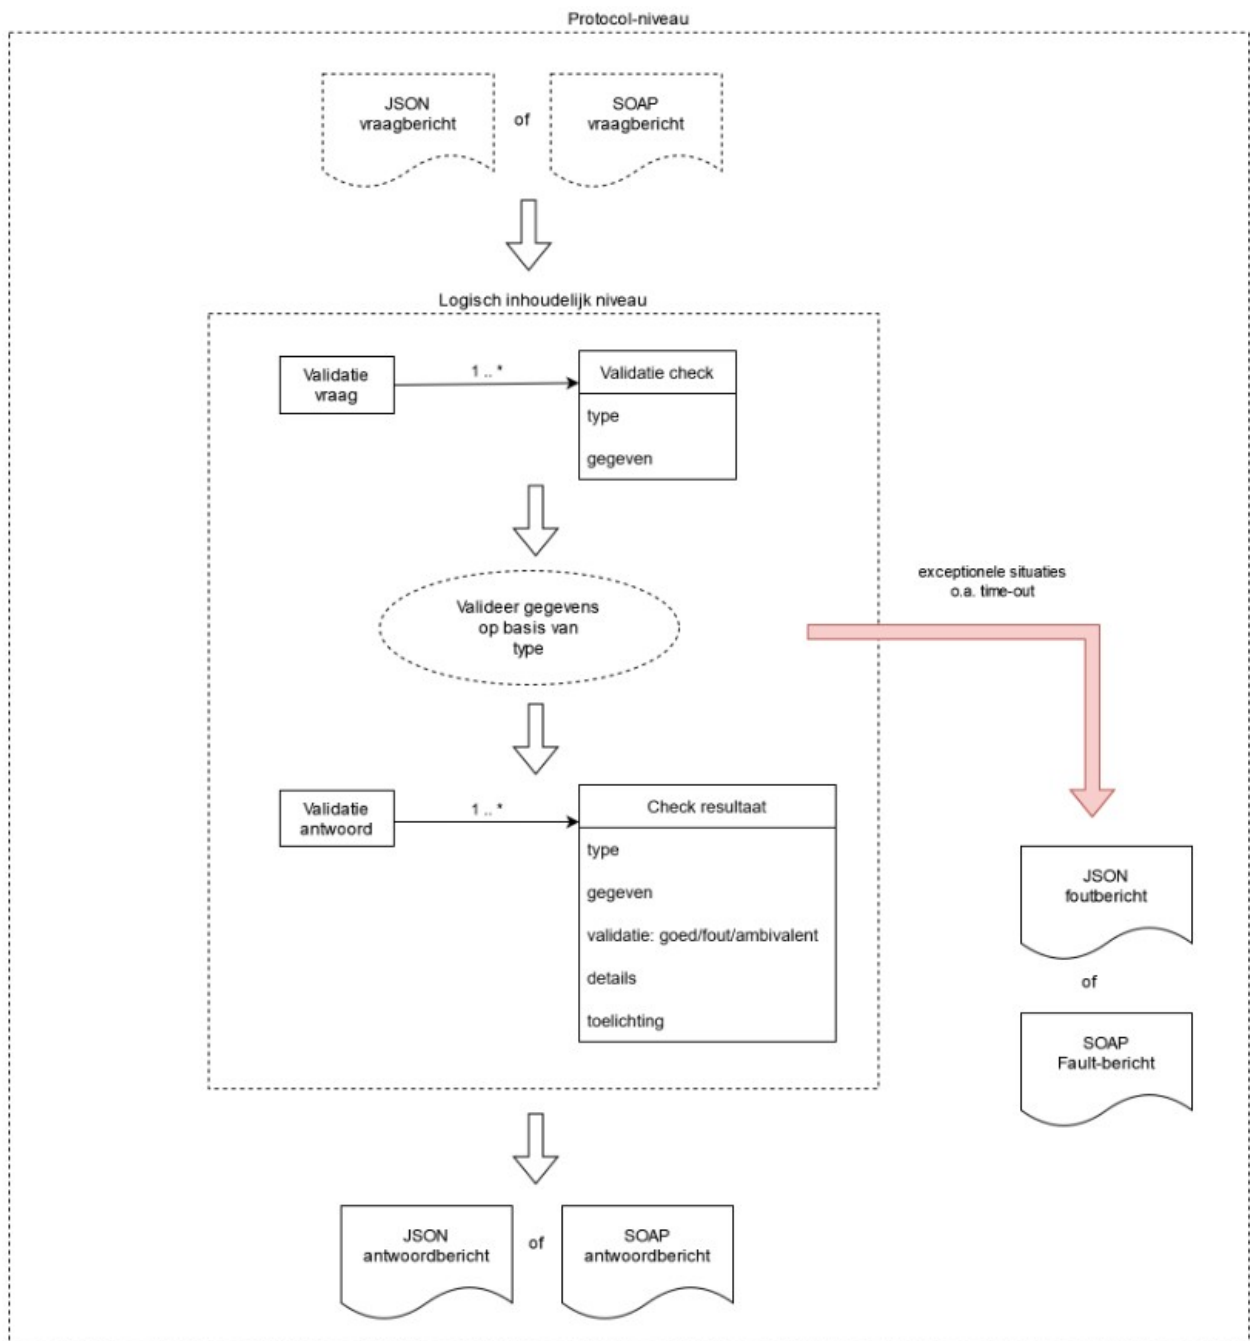 Protocol-niveau
JSON
vraagbericht
of
SOAP
vraagbericht
Logisch inhoudelijk niveau
Validatie
vraag
1 .. *
Validatie check
type
gegeven
Valideer gegevens
op basis van
type
exceptionele situaties
o.a. time-out
Validatie
antwoord
1 .. *
Check resultaat
type
gegeven
validatie: goed/fout/ambivalent
details
toelichting
JSON
foutbericht
of
SOAP
Fault-bericht
JSON
antwoordbericht
of
SOAP
antwoordbericht